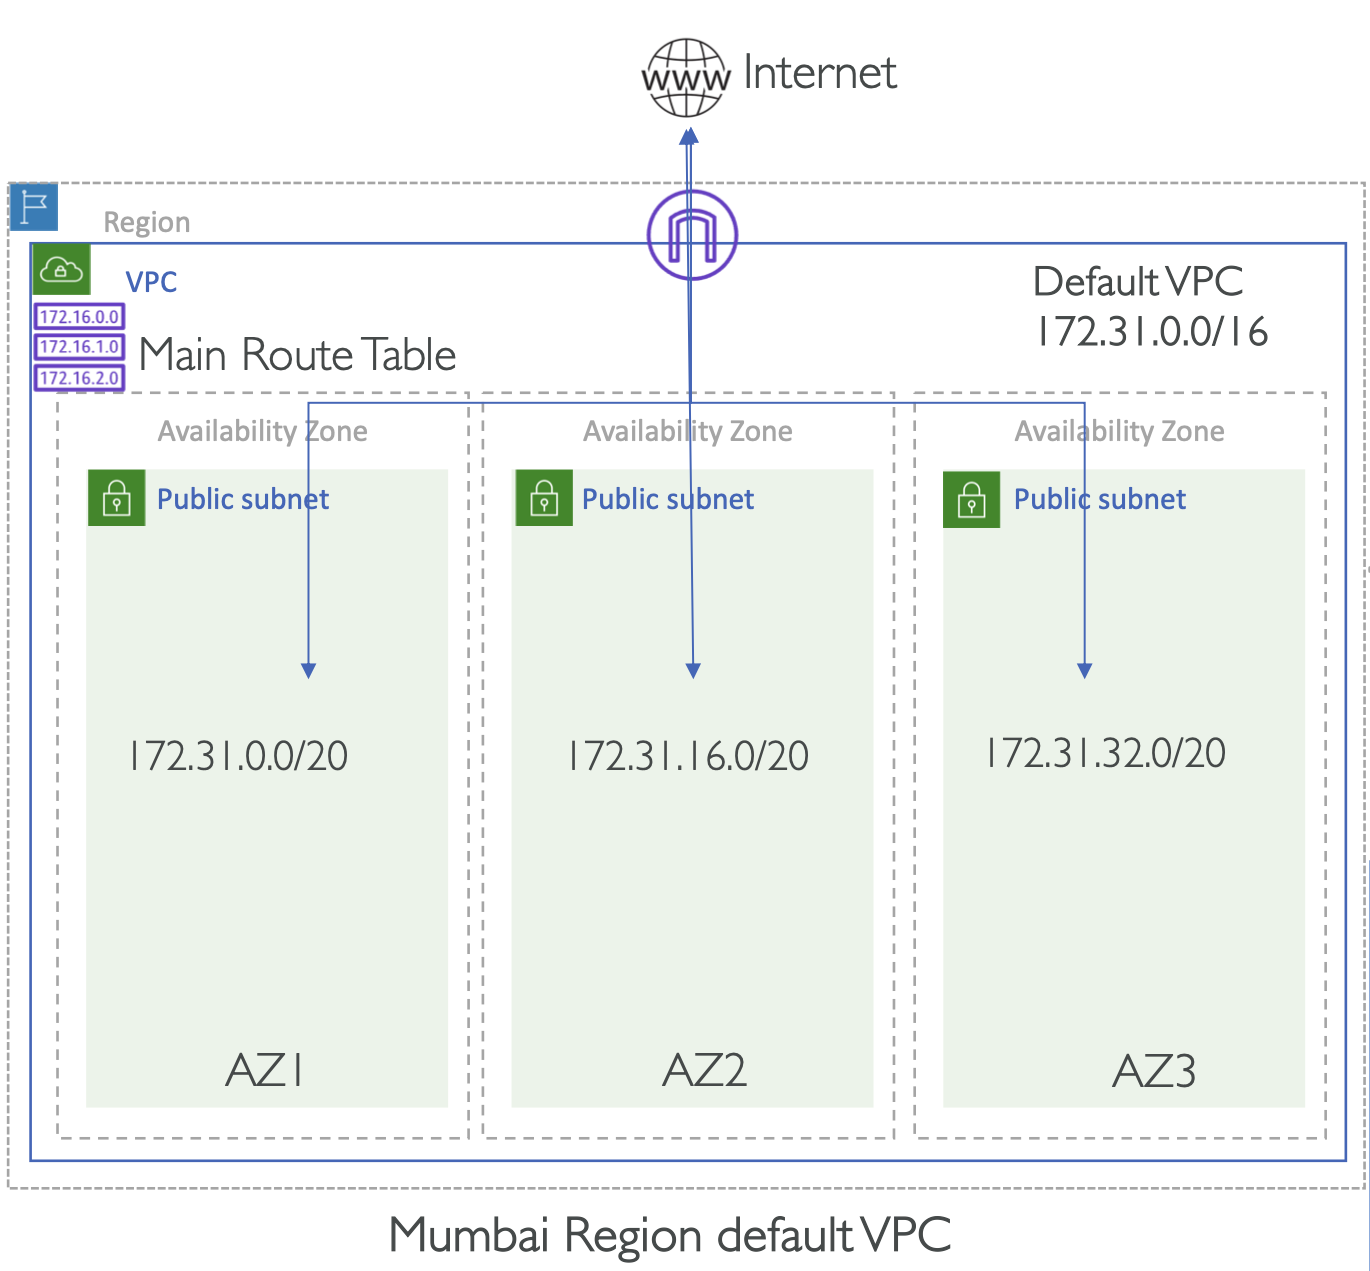 WWW Internet
Region
VPC
Default VPC
172.31.0.0/16
172.16.0.0
172.16.1.0
172.16.2.0
Main Route Table
Availability Zone
Availability Zone
Availability Zone
Public subnet
Public subnet
Public subnet
172.31.0.0/20
172.31.16.0/20
172.31.32.0/20
AZ1
AZ2
AZ3
Mumbai Region default VPC